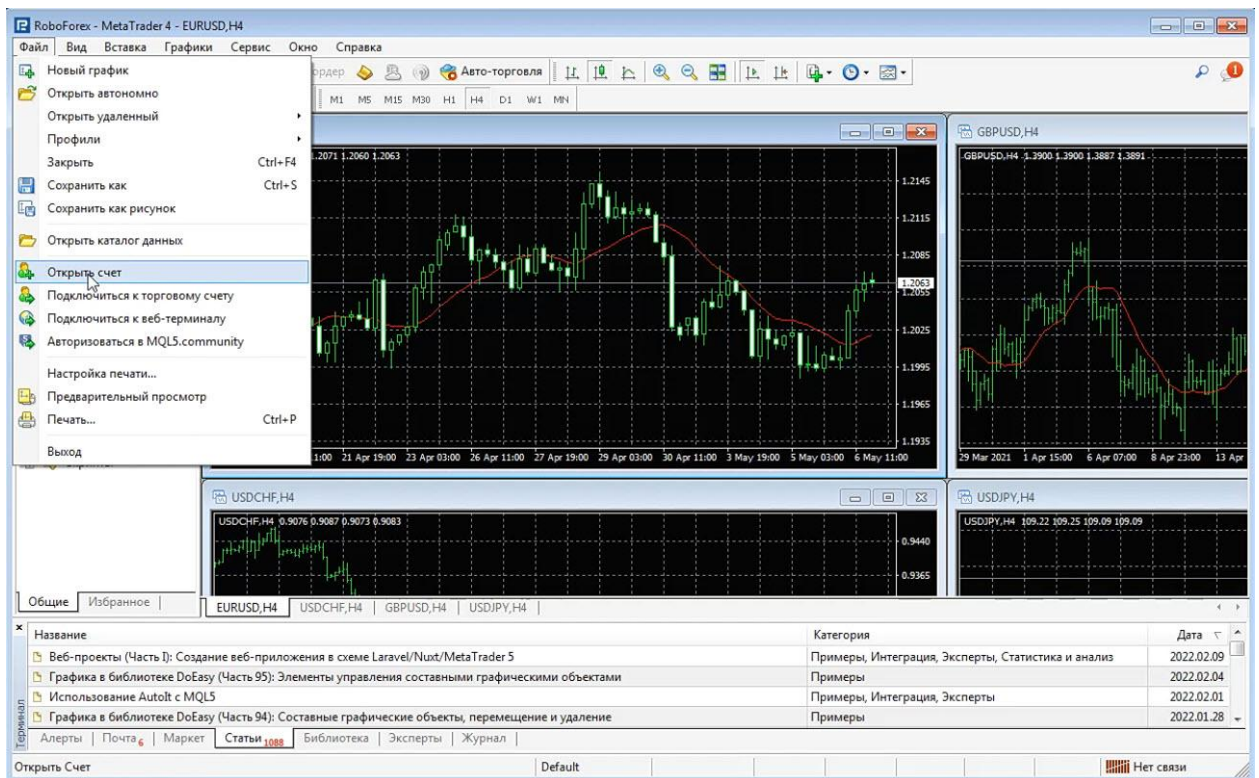 RoboForex - MetaTrader 4 - EURUSD,H4
Файл Вид Вставка Графики Сервис Окно Справка
Новый график
Авто-торговля
1
Открыть автономно
M1 M5 M15 M30 H1 H4 D1 W1 MN
Открыть удаленный
Профили
Закрыть Ctrl+F4
Сохранить как Ctrl+S
Сохранить как рисунок
Открыть каталог данных
Открыть счет
Подключиться к торговому счету
Подключиться к веб-терминалу
Авторизоваться в MQL5.community
Настройка печати...
Предварительный просмотр
Печать... Ctrl+P
Выход
.2071 1.2060 1.2063
1.2145
1.2115
1.2085
1.2063
1.2055
1.2025
1.1995
1.1965
1.1935
21 Apr 19:00 23 Apr 03:00 26 Apr 11:00 27 Apr 19:00 29 Apr 03:00 30 Apr 11:00 3 May 19:00 5 May 03:00 6 May 11:00
GBPUSD,H4
GBPUSD,H4 1.3900 1.3900 1.3887 1.3891
29 Mar 2021 1 Apr 15:00 6 Apr 07:00 8 Apr 23:00 13 Apr
USDCHF,H4
USDCHF,H4 0.9076 0.9087 0.9073 0.9083
0.9440
0.9365
USDJPY,H4
USDJPY,H4 109.22 109.25 109.09 109.09
Общие Избранное
EURUSD,H4 USDCHF,H4 GBPUSD,H4 USDJPY,H4
Название Категория Дата
Веб-проекты (Часть I): Создание веб-приложения в схеме Laravel/Nuxt/MetaTrader 5 Примеры, Интеграция, Эксперты, Статистика и анализ 2022.02.09
Графика в библиотеке DoEasy (Часть 95): Элементы управления составными графическими объектами Примеры 2022.02.04
Использование AutoIt с MQL5 Примеры, Интеграция, Эксперты 2022.02.01
Графика в библиотеке DoEasy (Часть 94): Составные графические объекты, перемещение и удаление Примеры 2022.01.28
Терминал
Алерты Почта 6 Маркет Статьи 1088 Библиотека Эксперты Журнал
Открыть Счет Default Нет связи